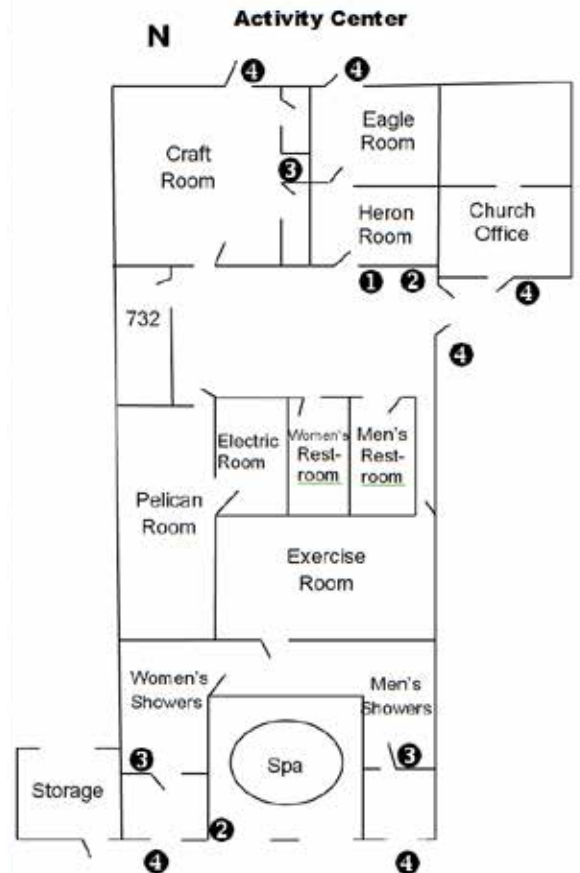 Activity Center
N
4
4
Eagle
Room
Craft
Room
3
Heron
Room
Church
Office
1 2
4
732
4
Electric
Room
Women's
Rest-
room
Men's
Rest-
room
Pelican
Room
Exercise
Room
Women's
Showers
Men's
Showers
3
3
Spa
Storage
2
4
4